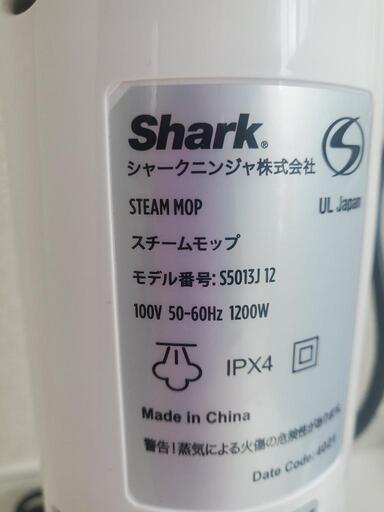 Shark®
シャークニンジャ株式会社
STEAM MOP
UL Japan
スチームモップ
モデル番号: S5013J 12
100V 50-60Hz 1200W
IPX4
Made in China
警告!蒸気による火傷の危険性があります。
Date Code: 4021